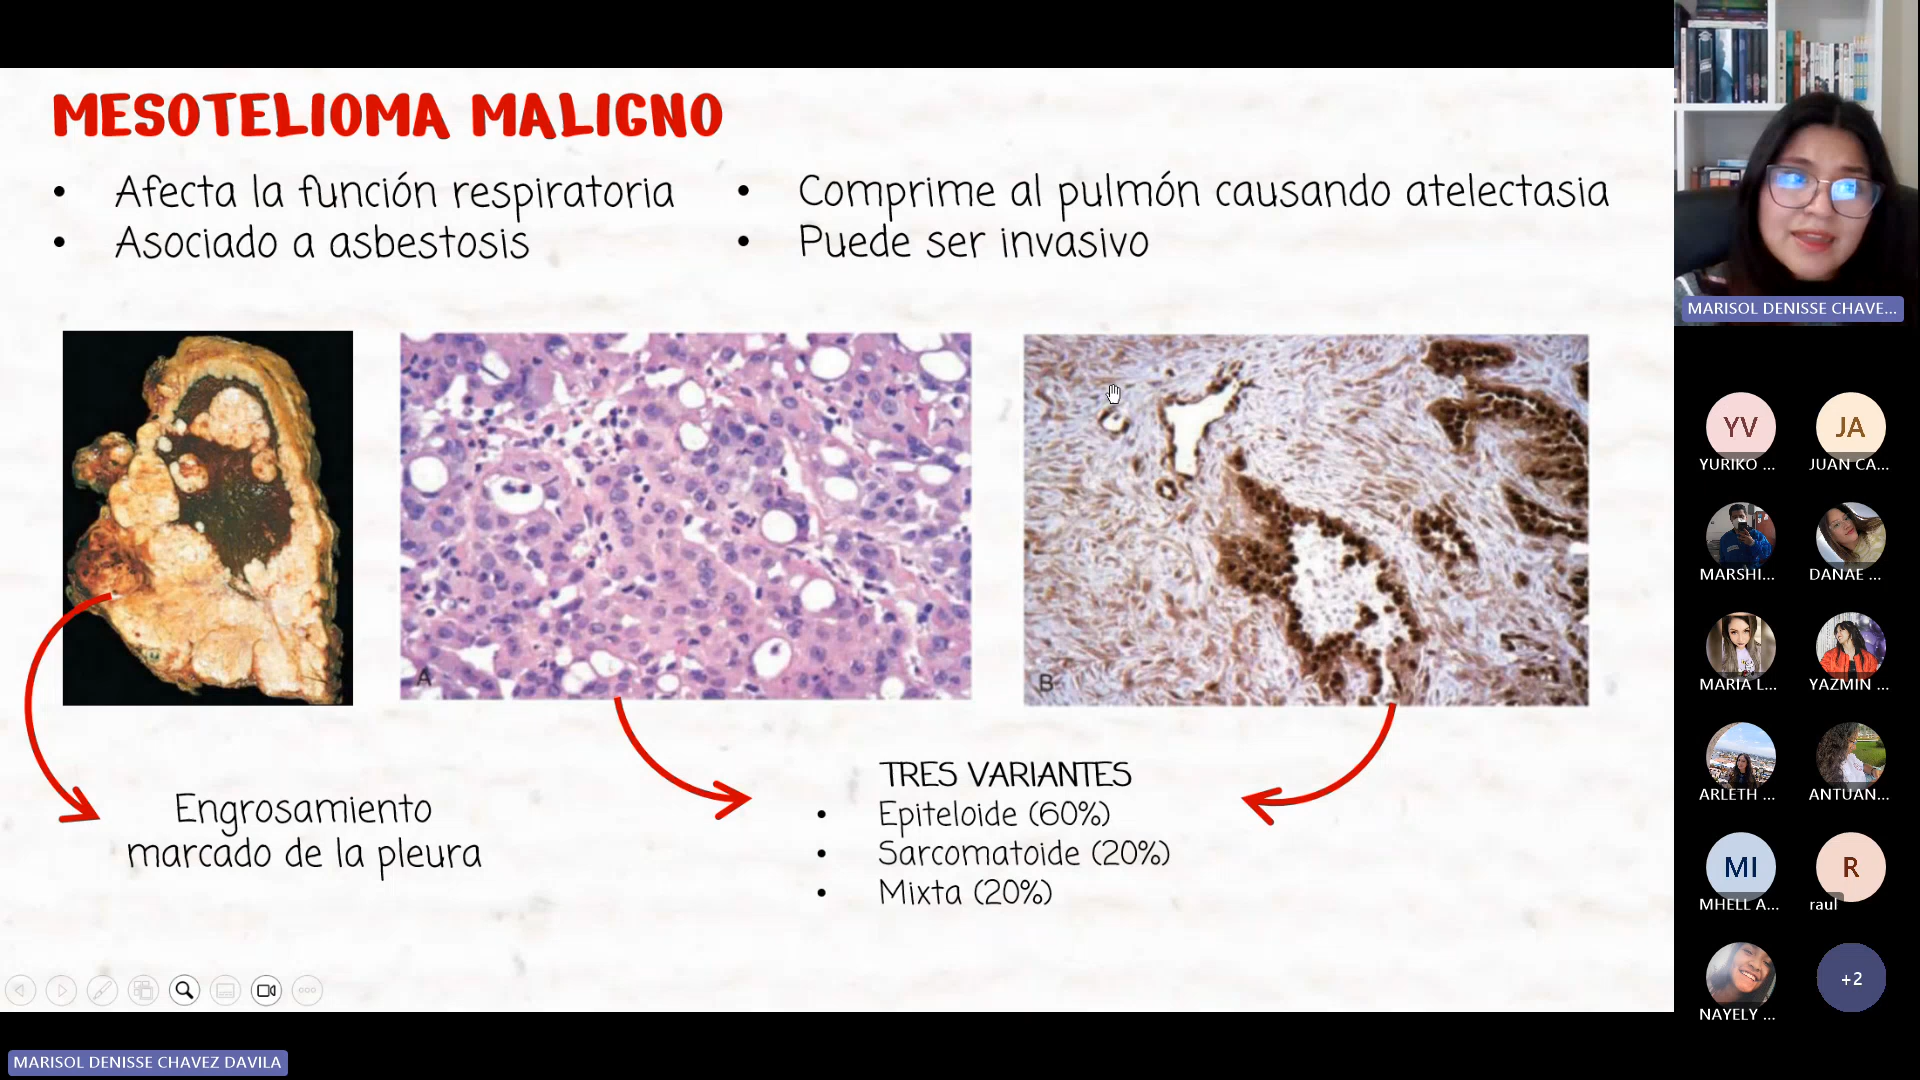 MESOTELIOMA MALIGNO
• Afecta la función respiratoria
• Asociado a asbestosis
• Comprime al pulmón causando atelectasia
• Puede ser invasivo
A
B
Engrosamiento
marcado de la pleura
TRES VARIANTES
• Epiteloide (60%)
• Sarcomatoide (20%)
• Mixta (20%)
MARISOL DENISSE CHAVEZ DAVILA
MARISOL DENISSE CHAVE...
YV
JA
YURIKO ...
JUAN CA...
MARSHI...
DANAE ...
MARIA L...
YAZMIN ...
ARLETH ...
ANTUAN...
MI
R
MHELL A...
raul
NAYELY ...
+2